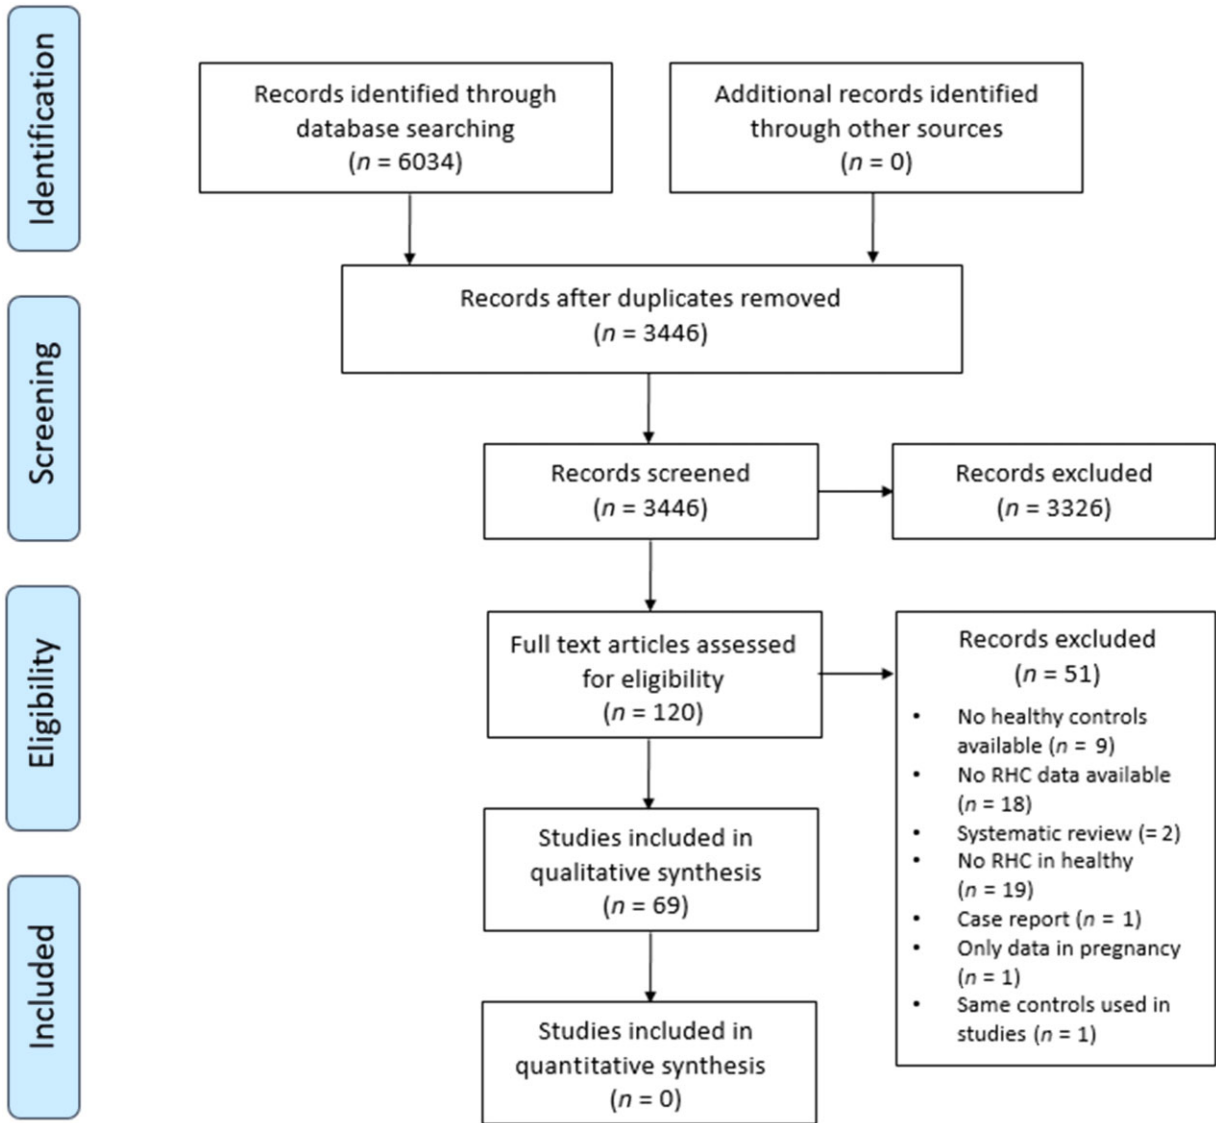 Identification
Records identified through
database searching
(n = 6034)
Additional records identified
through other sources
(n = 0)
Records after duplicates removed
(n = 3446)
Screening
Records screened
(n = 3446)
Records excluded
(n = 3326)
Eligibility
Full text articles assessed
for eligibility
(n = 120)
Records excluded
(n = 51)
• No healthy controls
available (n = 9)
• No RHC data available
(n = 18)
• Systematic review (= 2)
• No RHC in healthy
(n = 19)
• Case report (n = 1)
• Only data in pregnancy
(n = 1)
• Same controls used in
studies (n = 1)
Studies included in
qualitative synthesis
(n = 69)
Included
Studies included in
quantitative synthesis
(n = 0)